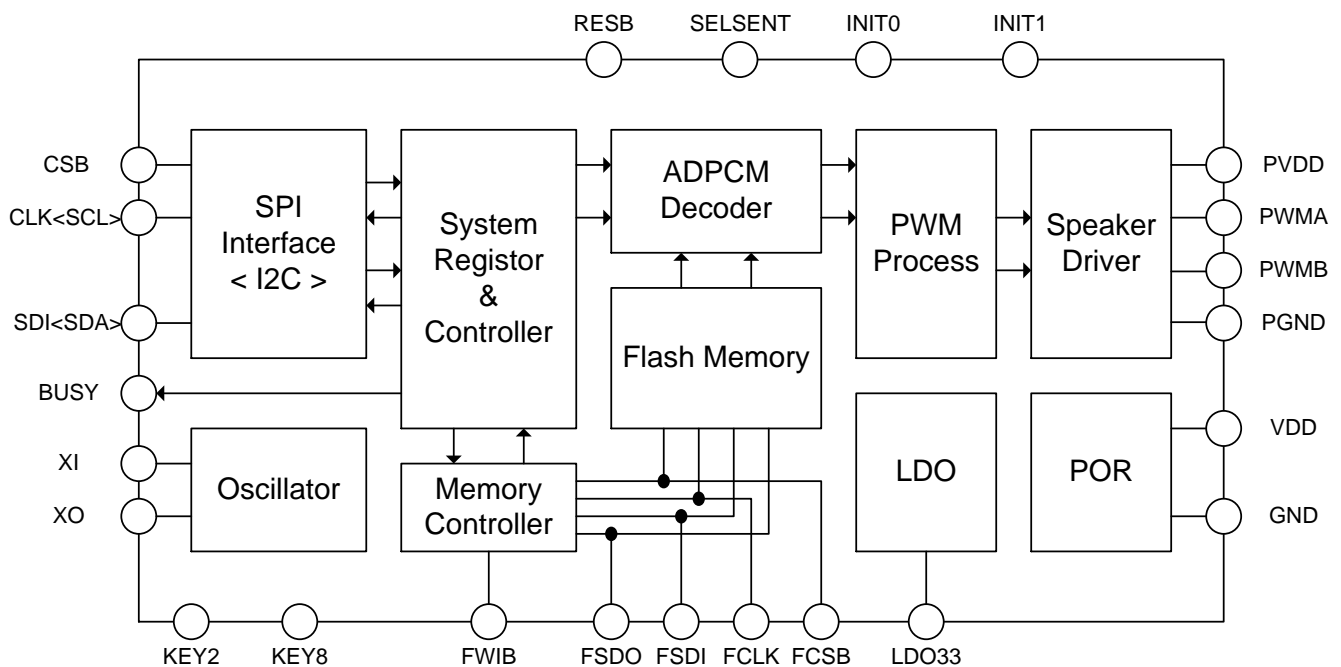 RESB
SELSENT
INIT0
INIT1
CSB
CLK<SCL>
SDI<SDA>
BUSY
XI
XO
SPI
Interface
< I2C >
System
Registor
&
Controller
ADPCM
Decoder
PWM
Process
Speaker
Driver
Flash Memory
Oscillator
Memory
Controller
LDO
POR
PVDD
PWMA
PWMB
PGND
VDD
GND
KEY2
KEY8
FWIB
FSDO
FSDI
FCLK
FCSB
LDO33